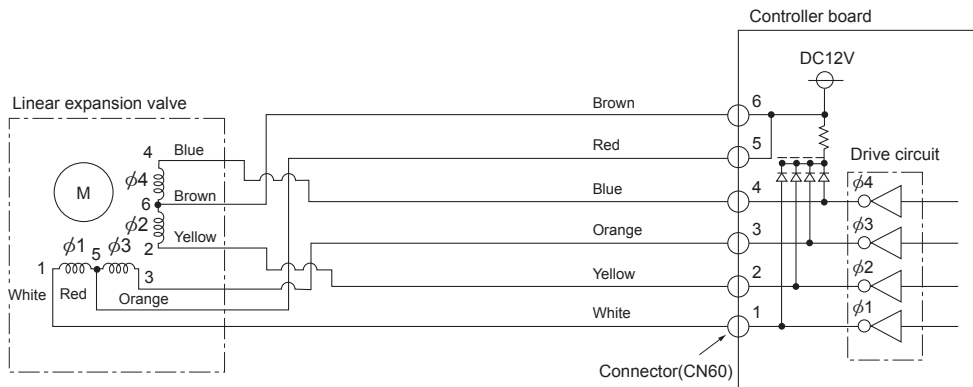 Controller board
DC12V
Linear expansion valve
Brown
6
Red
5
Drive circuit
4
Blue
ϕ4
M
6
Brown
ϕ2
Yellow
2
Blue
4
ϕ4
Orange
3
ϕ3
ϕ1
5
ϕ3
1
3
White
Red
Orange
Yellow
2
ϕ2
White
1
ϕ1
Connector(CN60)